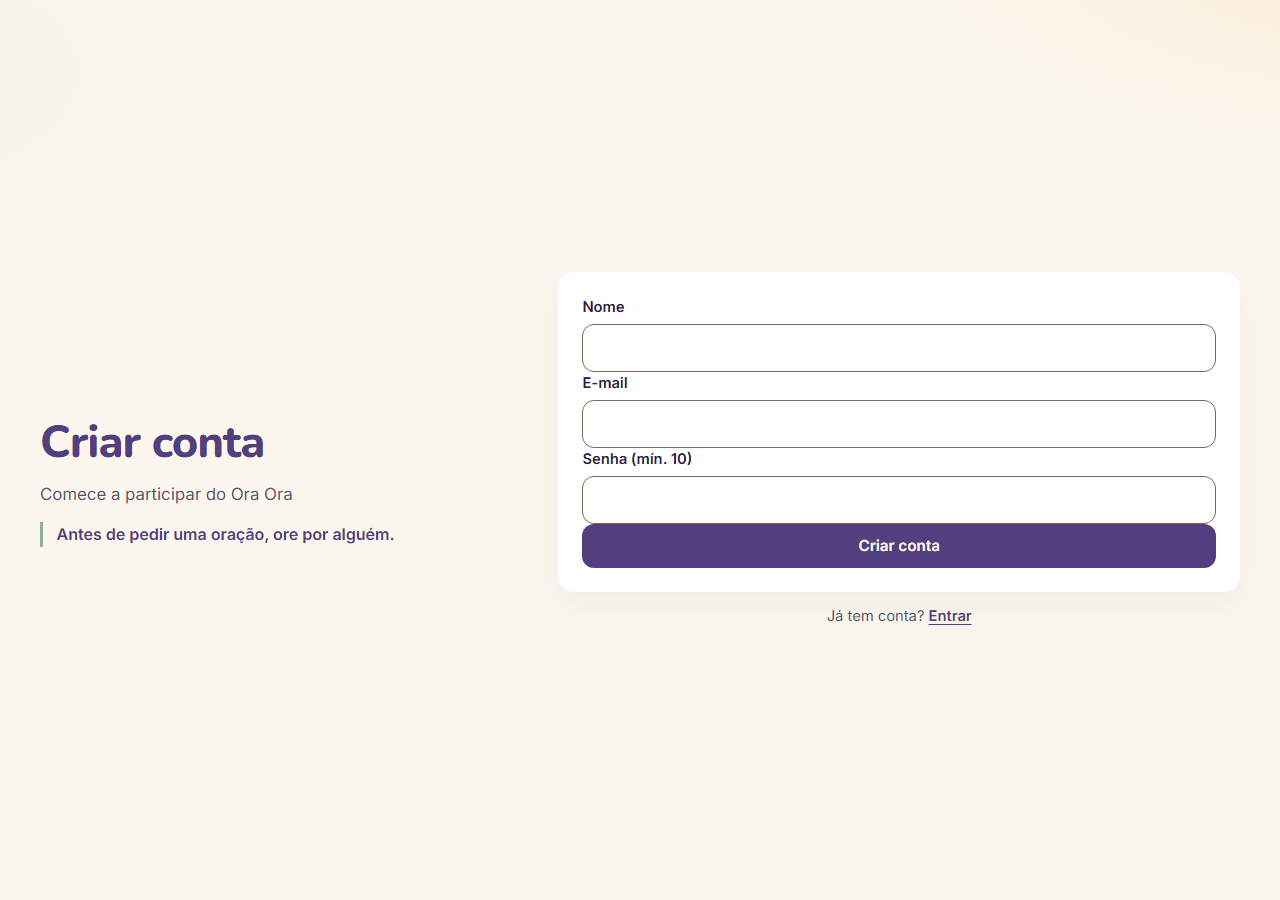 Criar conta
Comece a participar do Ora Ora
Antes de pedir uma oração, ore por alguém.
Nome
E-mail
Senha (mín. 10)
Criar conta
Já tem conta? Entrar